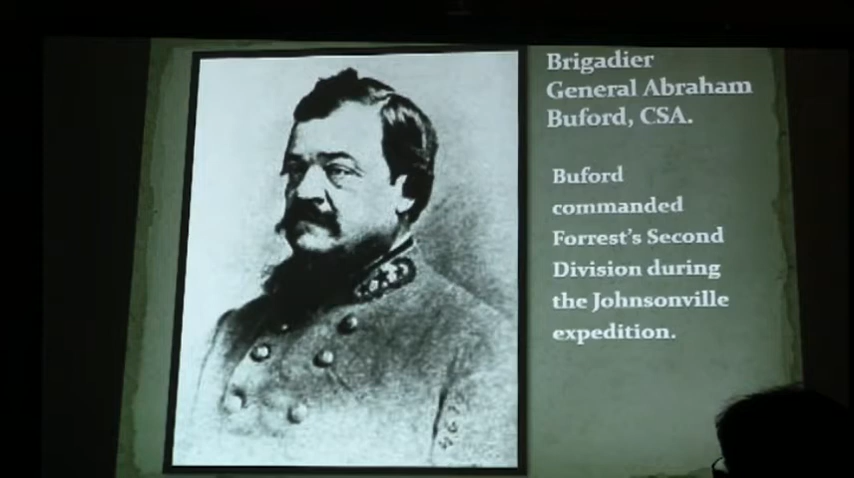 Brigadier
General Abraham
Buford, CSA.
Buford
commanded
Forrest's Second
Division during
the Johnsonville
expedition.